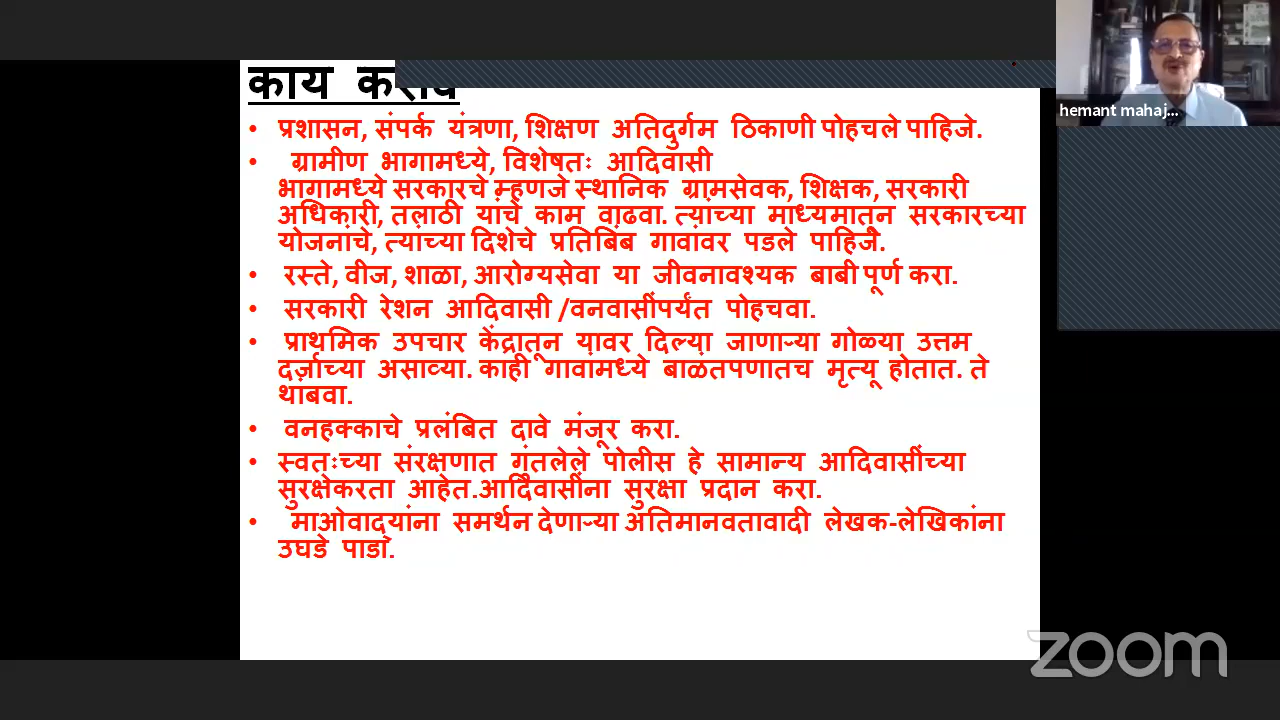 काय करावे
hemant mahaj...
• प्रशासन, संपर्क यंत्रणा, शिक्षण अतिदुर्गम ठिकाणी पोहचले पाहिजे.
• ग्रामीण भागामध्ये, विशेषतः आदिवासी
भागामध्ये सरकारचे म्हणजे स्थानिक ग्रामसेवक, शिक्षक, सरकारी
अधिकारी, तलाठी यांचे काम वाढवा. त्यांच्या माध्यमातून सरकारच्या
योजनांचे, त्यांच्या दिशेचे प्रतिबिंब गावांवर पडले पाहिजे.
• रस्ते, वीज, शाळा, आरोग्यसेवा या जीवनावश्यक बाबी पूर्ण करा.
• सरकारी रेशन आदिवासी /वनवासींपर्यंत पोहचवा.
• प्राथमिक उपचार केंद्रातून यावर दिल्या जाणाऱ्या गोळ्या उत्तम
दर्जाच्या असाव्या. काही गावांमध्ये बाळंतपणातच मृत्यू होतात. ते
थांबवा.
• वनहक्काचे प्रलंबित दावे मंजूर करा.
• स्वतःच्या संरक्षणात गुंतलेले पोलीस हे सामान्य आदिवासींच्या
सुरक्षेकरता आहेत.आदिवासींना सुरक्षा प्रदान करा.
• माओवाद्यांना समर्थन देणाऱ्या अतिमानवतावादी लेखक-लेखिकांना
उघडे पाडा.
zoom